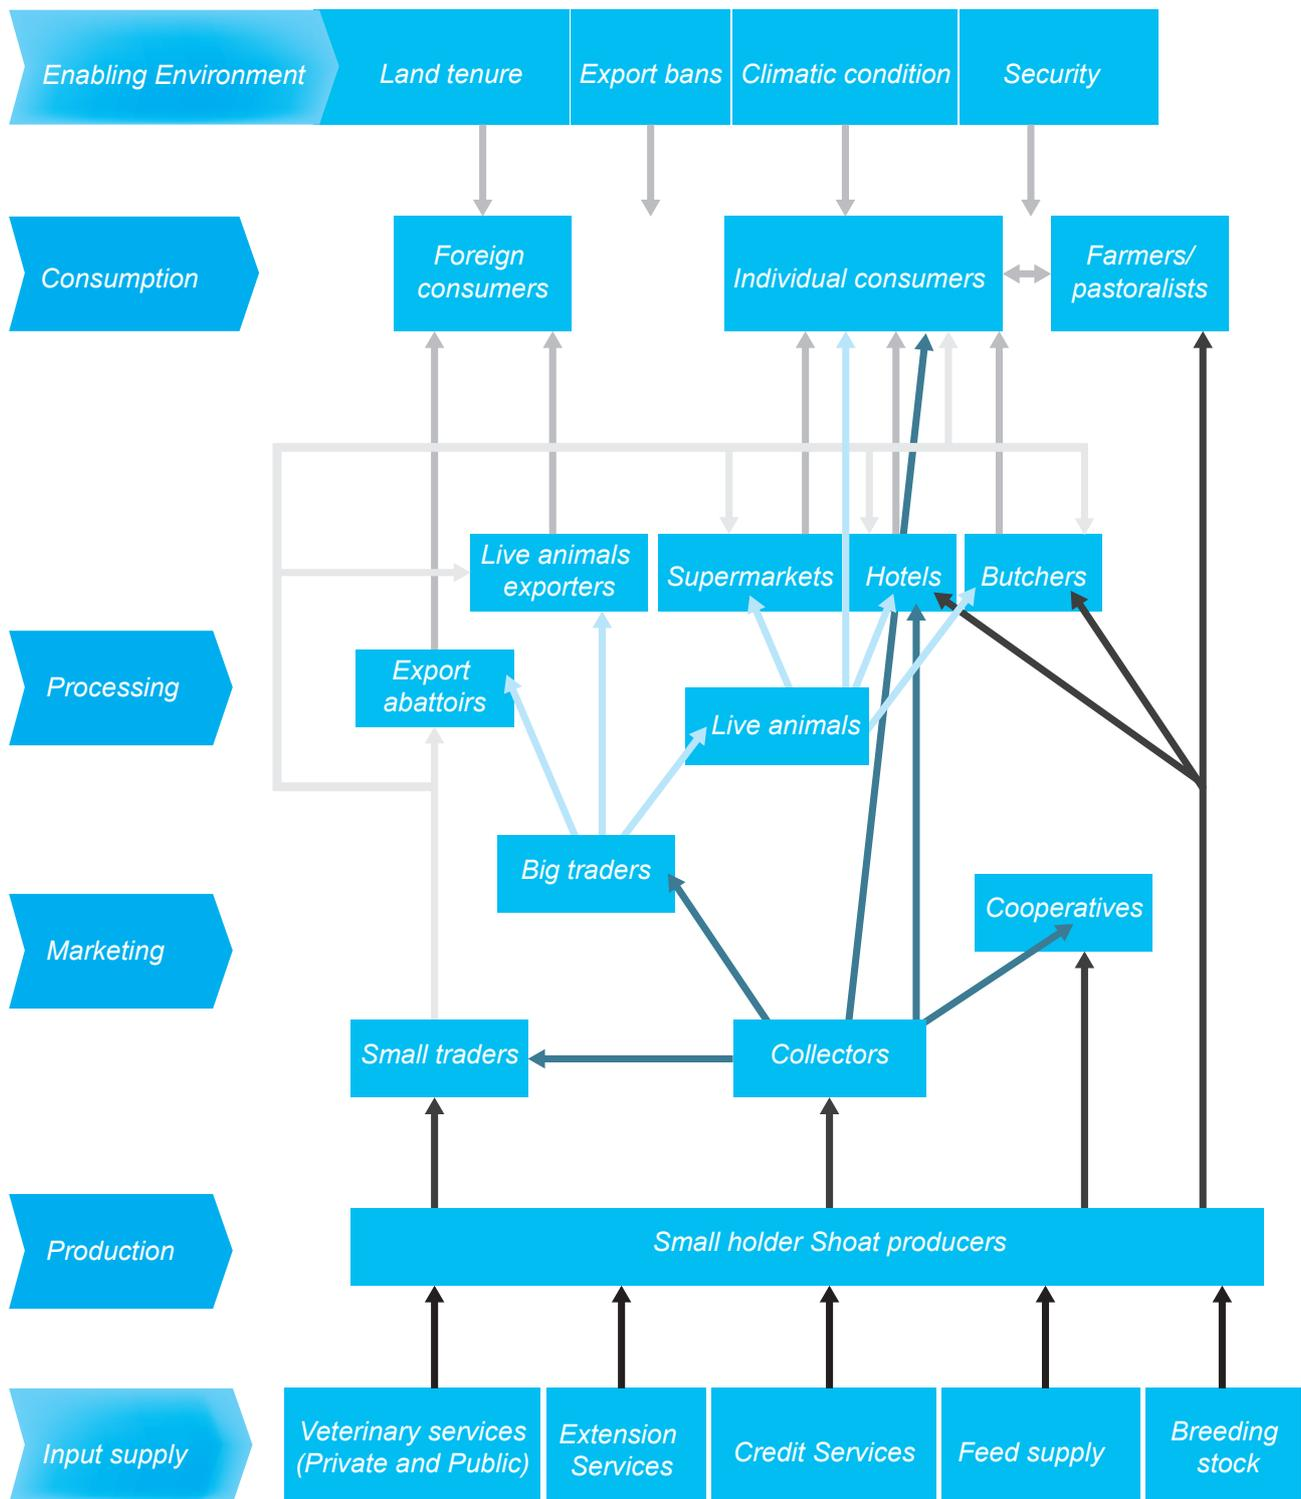 Enabling Environment
Land tenure
Export bans
Climatic condition
Security
Consumption
Foreign
consumers
Individual consumers
Farmers/
pastoralists
Live animals
exporters
Supermarkets
Hotels
Butchers
Processing
Export
abattoirs
Live animals
Big traders
Cooperatives
Marketing
Small traders
Collectors
Production
Small holder Shoat producers
Input supply
Veterinary services
(Private and Public)
Extension
Services
Credit Services
Feed supply
Breeding
stock